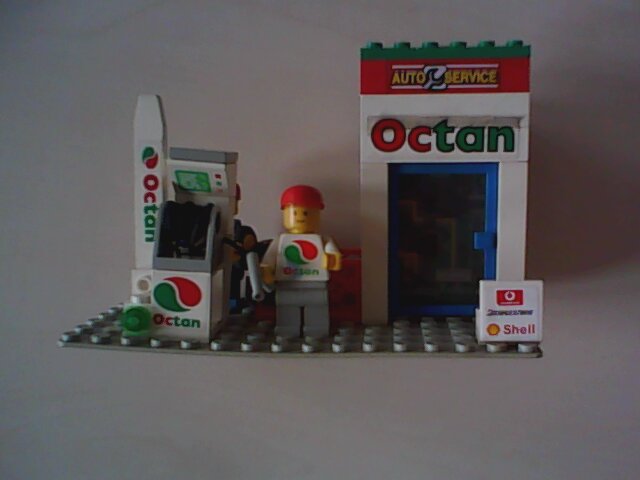 AUTO SERVICE
Octan
Octan
Octan
Octan
Shell